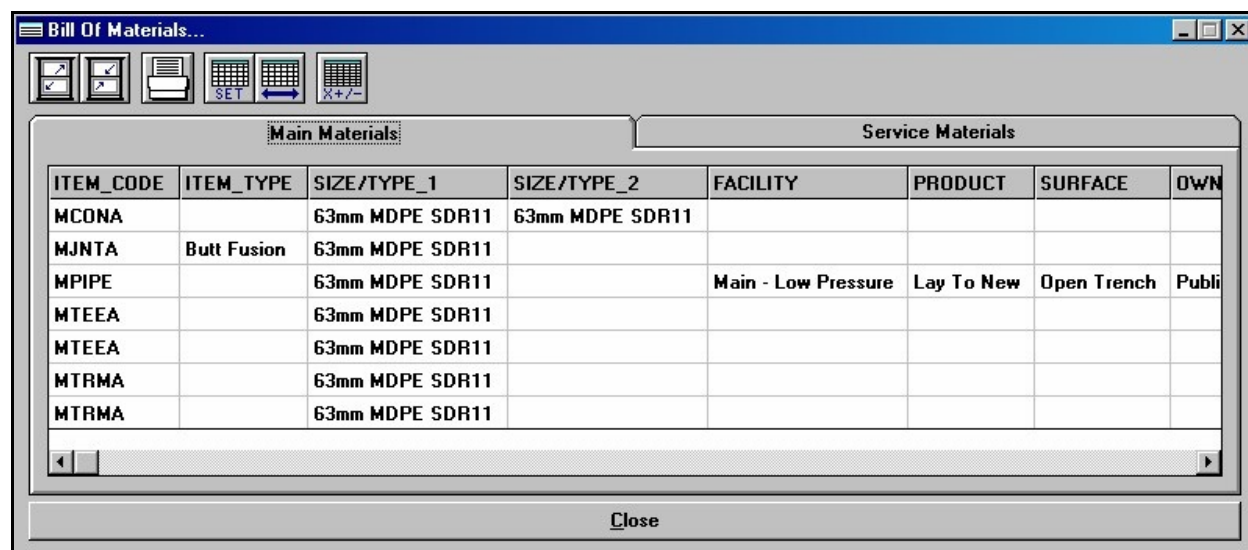 Bill Of Materials...
SET X+/-
Main Materials Service Materials
ITEM_CODE ITEM_TYPE SIZE/TYPE_1 SIZE/TYPE_2 FACILITY PRODUCT SURFACE OWN
MCONA 63mm MDPE SDR11 63mm MDPE SDR11
MJNTA Butt Fusion 63mm MDPE SDR11
MPIPE 63mm MDPE SDR11 Main - Low Pressure Lay To New Open Trench Publi
MTEEA 63mm MDPE SDR11
MTEEA 63mm MDPE SDR11
MTRMA 63mm MDPE SDR11
MTRMA 63mm MDPE SDR11
Close